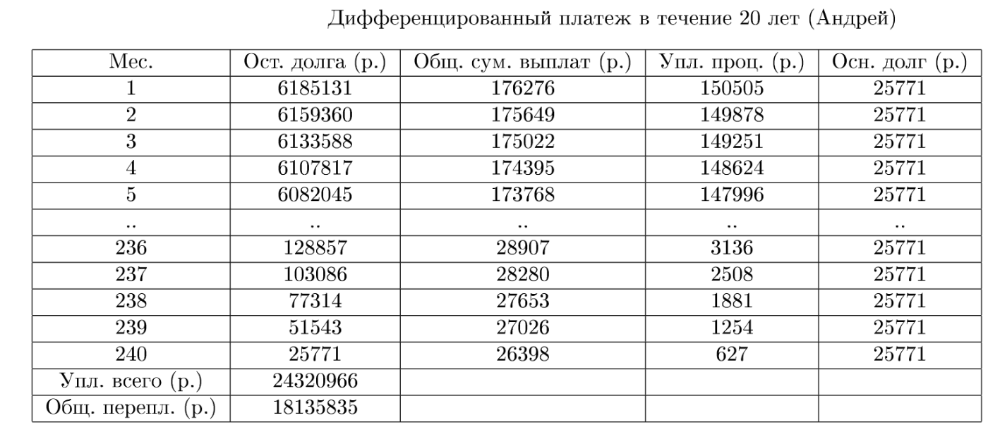 Дифференцированный платеж в течение 20 лет (Андрей)
Мес. Ост. долга (р.) Общ. сум. выплат (р.) Упл. проц. (р.) Осн. долг (р.)
1 6185131 176276 150505 25771
2 6159360 175649 149878 25771
3 6133588 175022 149251 25771
4 6107817 174395 148624 25771
5 6082045 173768 147996 25771
.. .. .. .. ..
236 128857 28907 3136 25771
237 103086 28280 2508 25771
238 77314 27653 1881 25771
239 51543 27026 1254 25771
240 25771 26398 627 25771
Упл. всего (р.) 24320966
Общ. перепл. (р.) 18135835